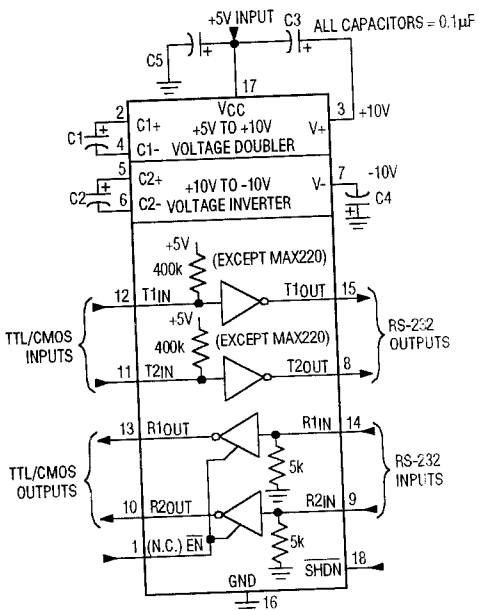 +5V INPUT
C3
ALL CAPACITORS = 0.1µF
C5
17
2
VCC
3
+10V
C1
C1+
+5V TO +10V
V+
4
C1-
VOLTAGE DOUBLER
5
C2+
7
-10V
C2
+10V TO -10V
V-
6
C2-
VOLTAGE INVERTER
C4
+5V
400k
(EXCEPT MAX220)
12
T1IN
T1OUT
15
+5V
TTL/CMOS
INPUTS
400k
(EXCEPT MAX220)
RS-232
OUTPUTS
11
T2IN
T2OUT
8
13
R1OUT
R1IN
14
TTL/CMOS
OUTPUTS
5k
RS-232
INPUTS
10
R2OUT
R2IN
9
5k
1
(N.C.) EN
SHDN
18
GND
16